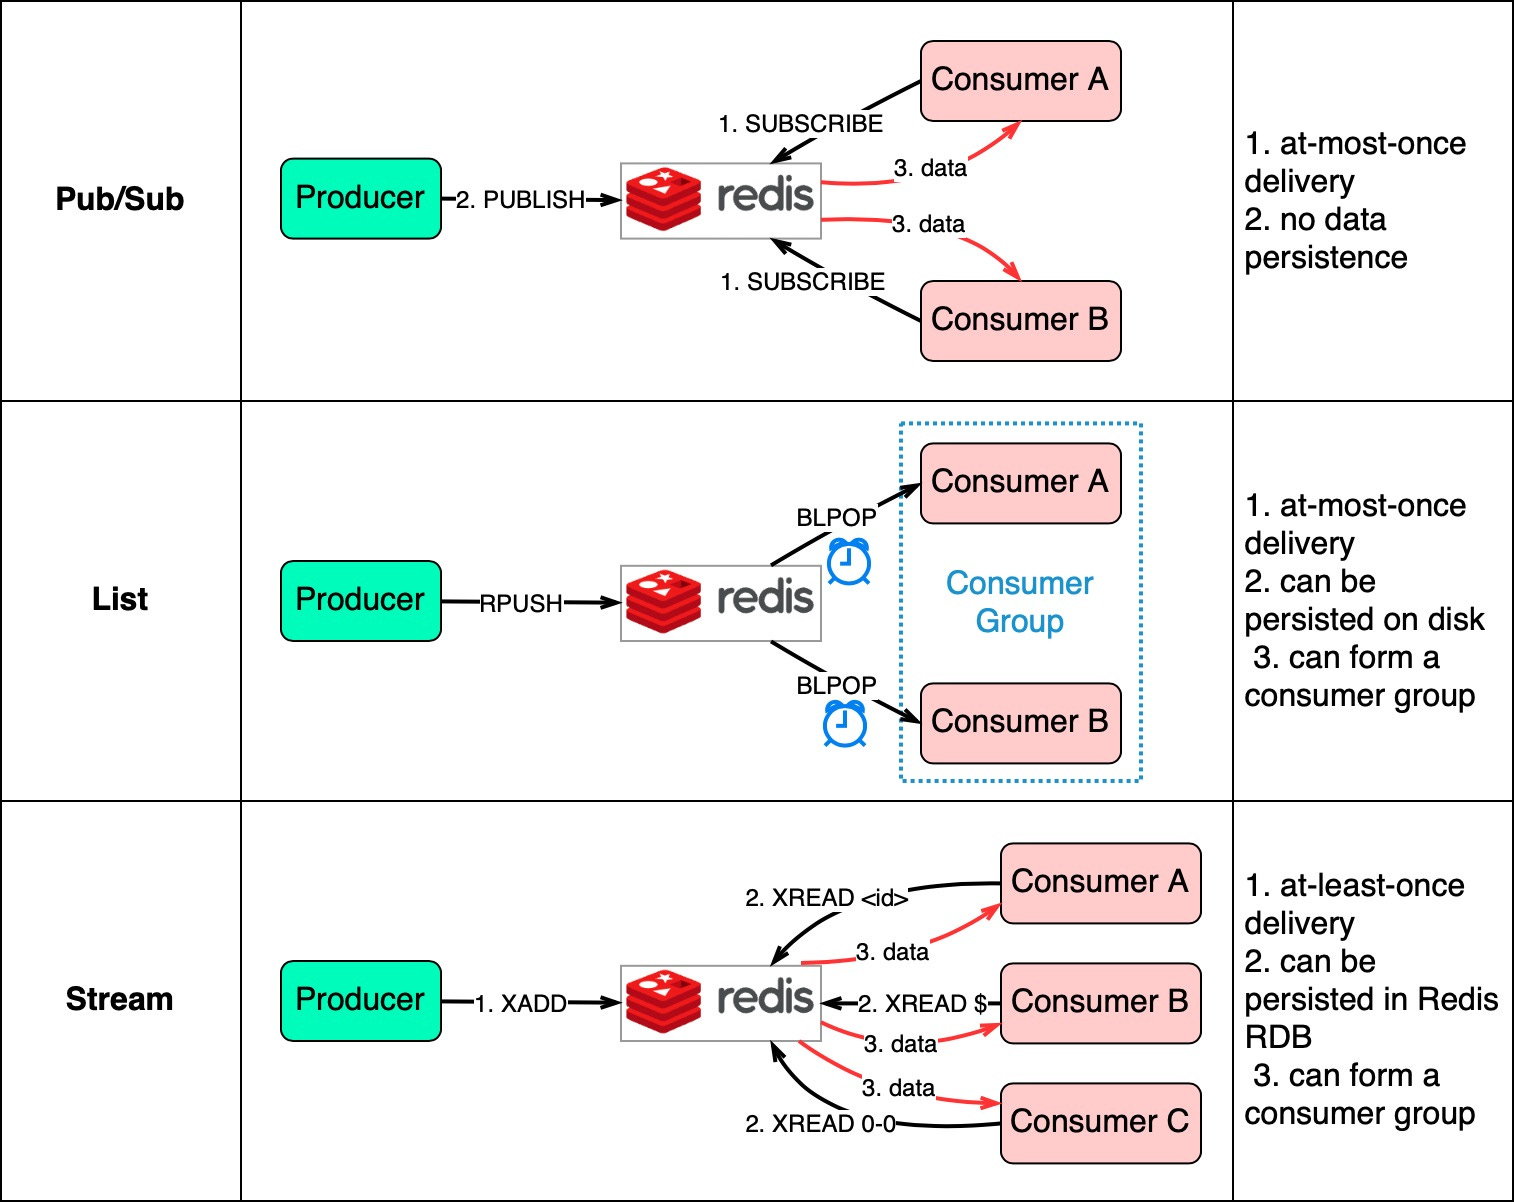 Pub/Sub
Producer
2. PUBLISH
redis
1. SUBSCRIBE
Consumer A
3. data
3. data
1. SUBSCRIBE
Consumer B
1. at-most-once
delivery
2. no data
persistence
List
Producer
RPUSH
redis
BLPOP
Consumer A
Consumer
Group
BLPOP
Consumer B
1. at-most-once
delivery
2. can be
persisted on disk
3. can form a
consumer group
Stream
Producer
1. XADD
redis
2. XREAD <id>
Consumer A
3. data
2. XREAD $
Consumer B
3. data
3. data
2. XREAD 0-0
Consumer C
1. at-least-once
delivery
2. can be
persisted in Redis
RDB
3. can form a
consumer group